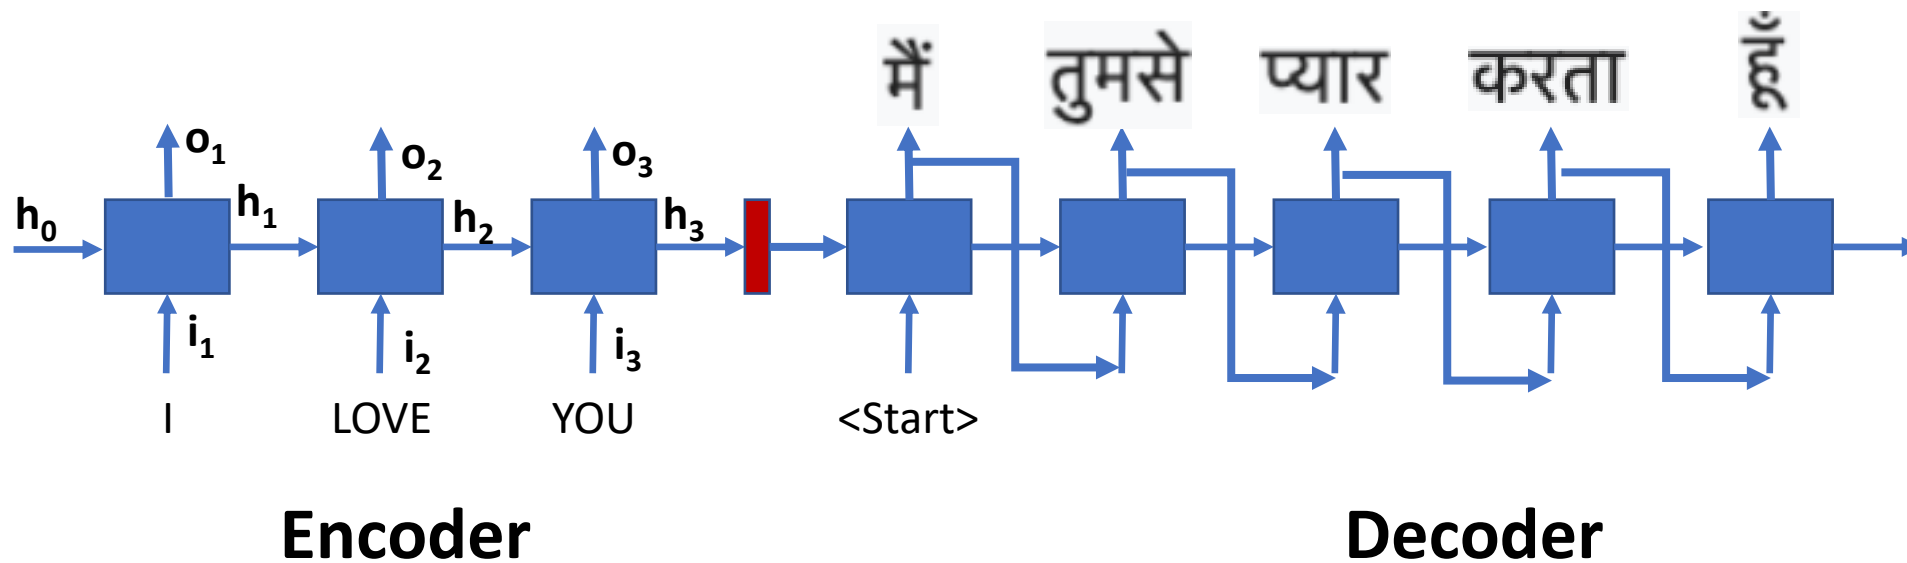 मैं तुमसे प्यार करता हूँ
o1 o2 o3
h0 h1 h2 h3
i1 i2 i3
I LOVE YOU <Start>
Encoder Decoder